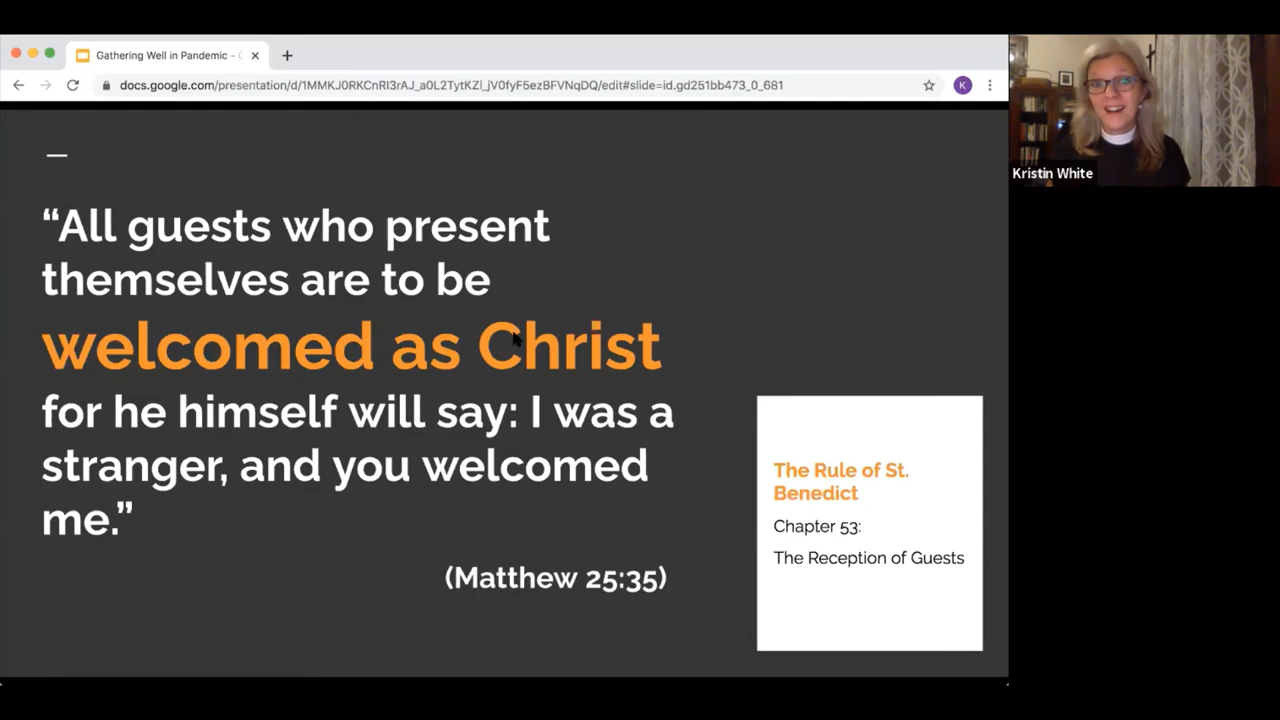 Gathering Well in Pandemic -
docs.google.com/presentation/d/1MMKJ0RKCnRI3rAJ_a0L2TytKZl_jV0fyF5ezBFVNqDQ/edit#slide=id.gd251bb473_0_681
K
Kristin White
“All guests who present
themselves are to be
welcomed as Christ
for he himself will say: I was a
stranger, and you welcomed
me.”
(Matthew 25:35)
The Rule of St.
Benedict
Chapter 53:
The Reception of Guests